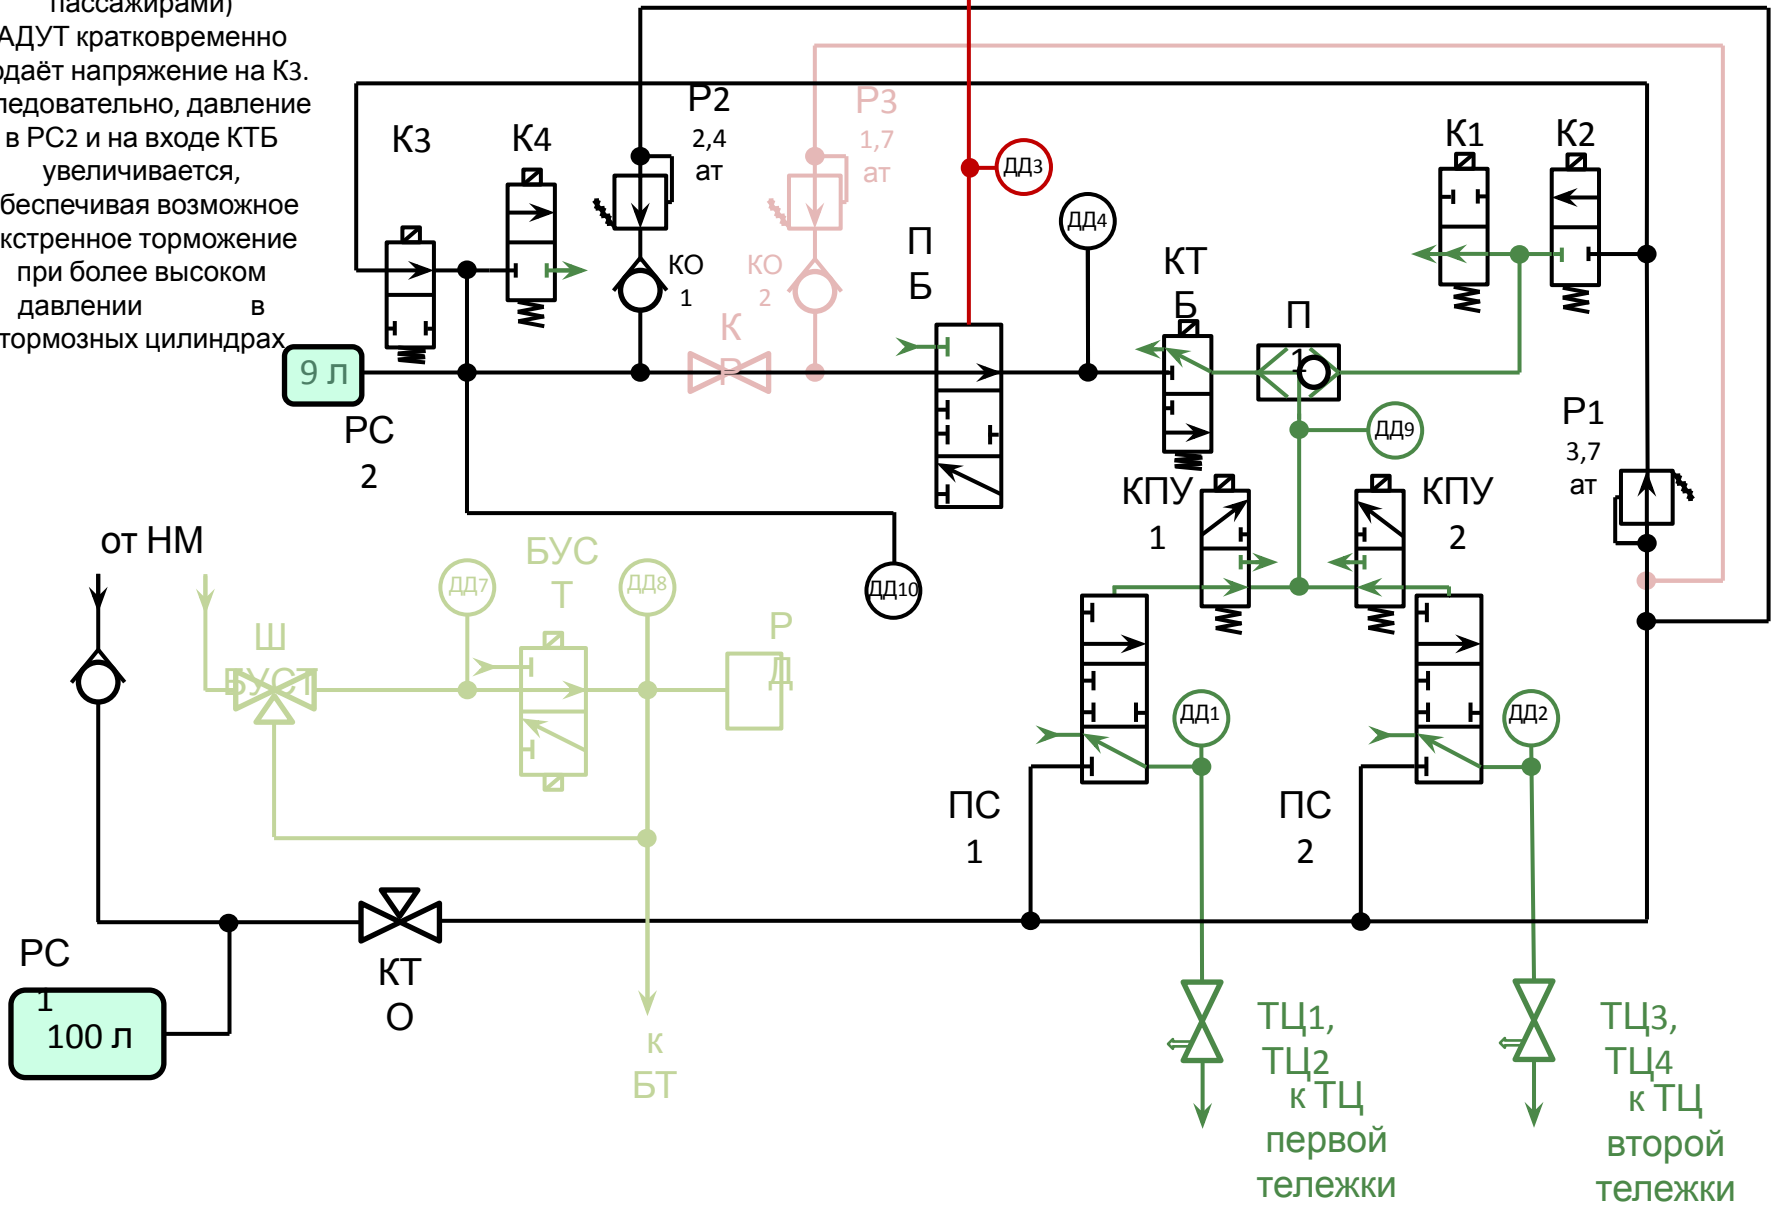 пассажирами)
АДУТ кратковременно
одаёт напряжение на К3.
ледовательно, давление
в РС2 и на входе КТБ
увеличивается,
беспечивая возможное
кстренное торможение
при более высоком
давлении в
тормозных цилиндрах
К3
К4
Р2
2,4
ат
Р3
1,7
ат
КО
1
КО
2
К
Р
П
Б
ДД3
ДД4
КТ
Б
П
1
К1
К2
9 л
РС
2
ДД9
Р1
3,7
ат
КПУ
1
КПУ
2
от НМ
ДД7
БУС
Т
ДД8
ДД10
Ш
БУСТ
Р
Д
ДД1
ДД2
ПС
1
ПС
2
РС
1
100 л
КТ
О
к
БТ
ТЦ1,
ТЦ2
к ТЦ
первой
тележки
ТЦ3,
ТЦ4
к ТЦ
второй
тележки